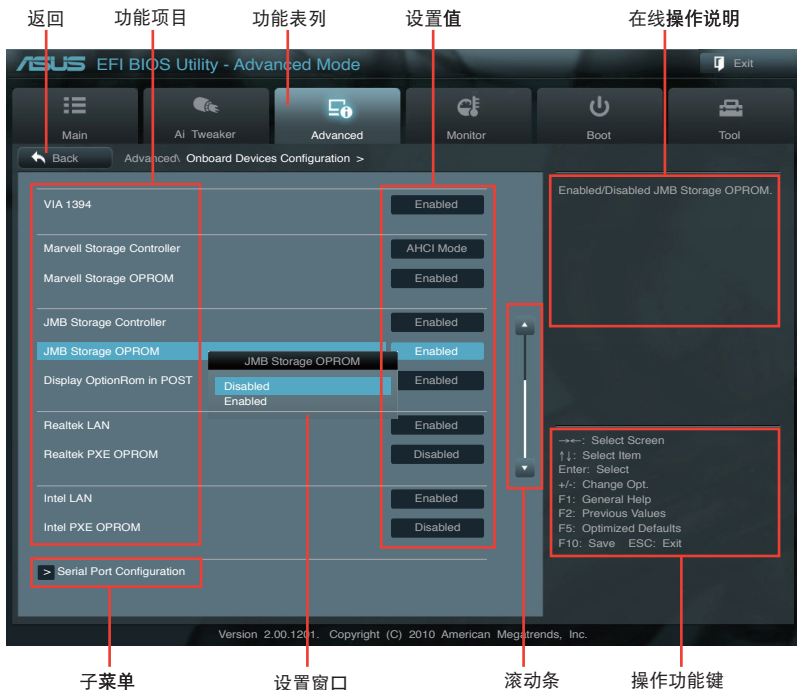 返回 功能项目 功能表列 设置值 在线操作说明
ASUS EFI BIOS Utility - Advanced Mode Exit
Main Ai Tweaker Advanced Monitor Boot Tool
Back Advanced\ Onboard Devices Configuration >
VIA 1394 Enabled
Enabled/Disabled JMB Storage OPROM.
Marvell Storage Controller AHCI Mode
Marvell Storage OPROM Enabled
JMB Storage Controller Enabled
JMB Storage OPROM Enabled
JMB Storage OPROM
Disabled
Enabled
Display OptionRom in POST Enabled
Realtek LAN Enabled
Realtek PXE OPROM Disabled
Intel LAN Enabled
Intel PXE OPROM Disabled
> Serial Port Configuration
→←: Select Screen
↑↓: Select Item
Enter: Select
+/-: Change Opt.
F1: General Help
F2: Previous Values
F5: Optimized Defaults
F10: Save ESC: Exit
Version 2.00.1201. Copyright (C) 2010 American Megatrends, Inc.
子菜单 设置窗口 滚动条 操作功能键